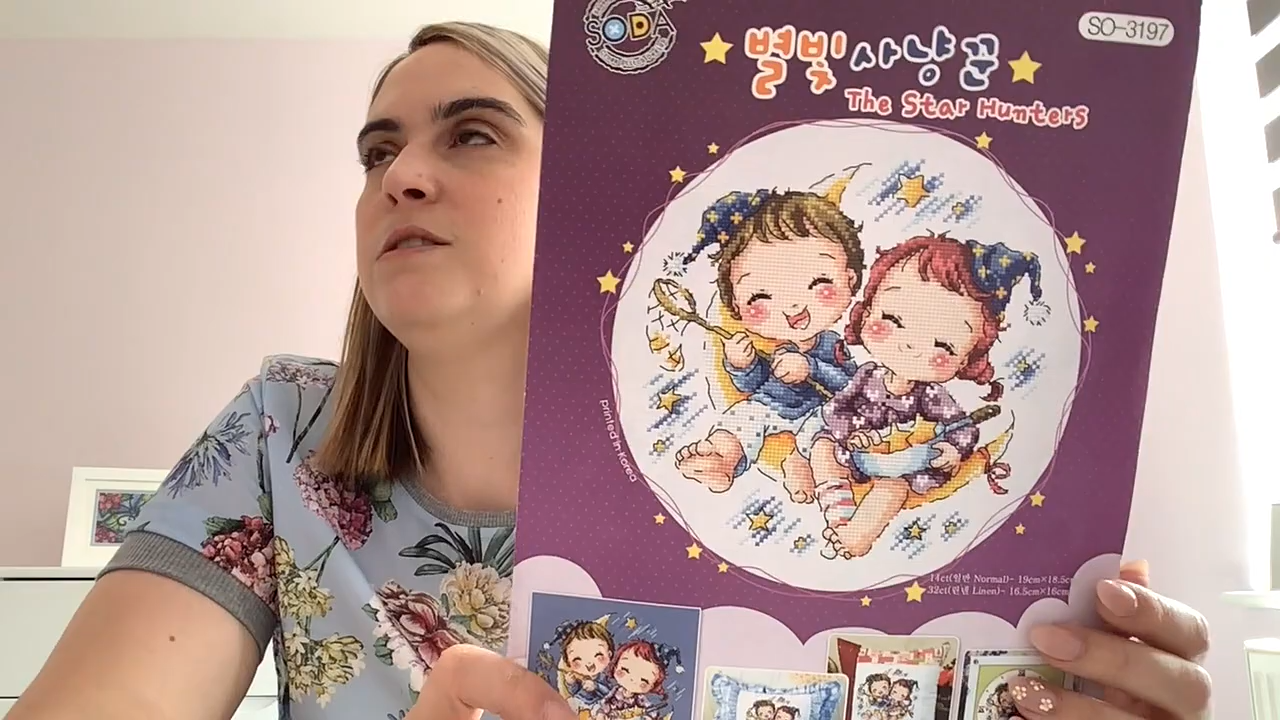 SODA
SO-3197
별빛사냥꾼
The Star Hunters
printed in Korea
14ct(일반 Normal)- 19cm×18.5c
32ct(린넨 Linen)- 16.5cm×16cm